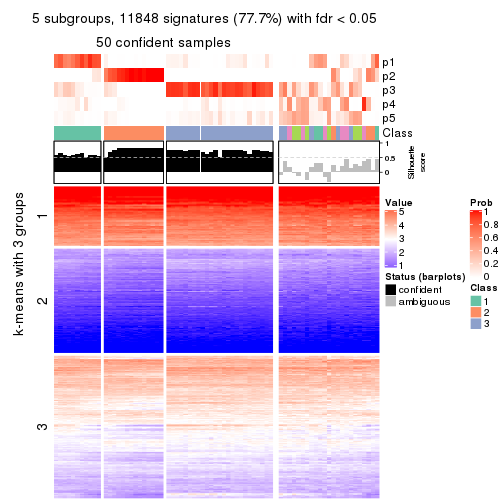 5 subgroups, 11848 signatures (77.7%) with fdr < 0.05
50 confident samples
p1
p2
p3
p4
p5
Class
1
0.5
0
Silhouette
score
k-means with 3 groups
1
2
3
Value
5
4
3
2
1
Status (barplots)
confident
ambiguous
Prob
1
0.8
0.6
0.4
0.2
0
Class
1
2
3